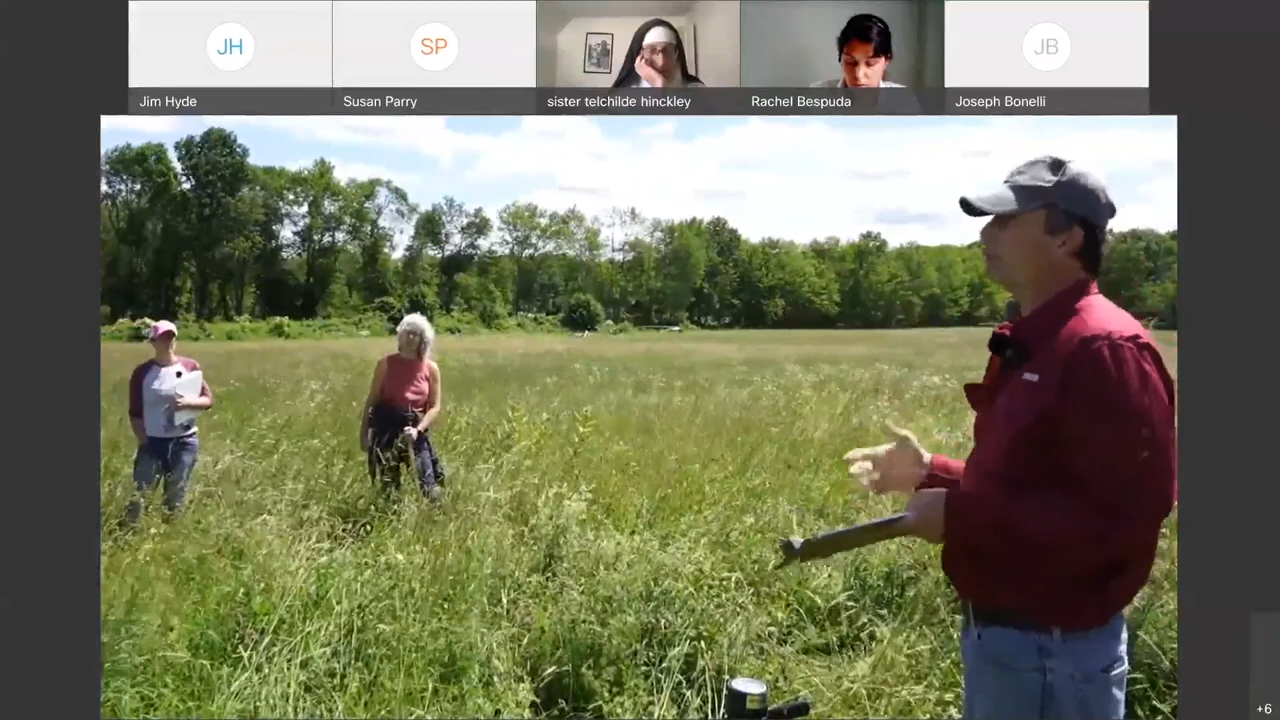 JH
SP
JB
Jim Hyde
Susan Parry
sister telchilde hinckley
Rachel Bespuda
Joseph Bonelli
+6